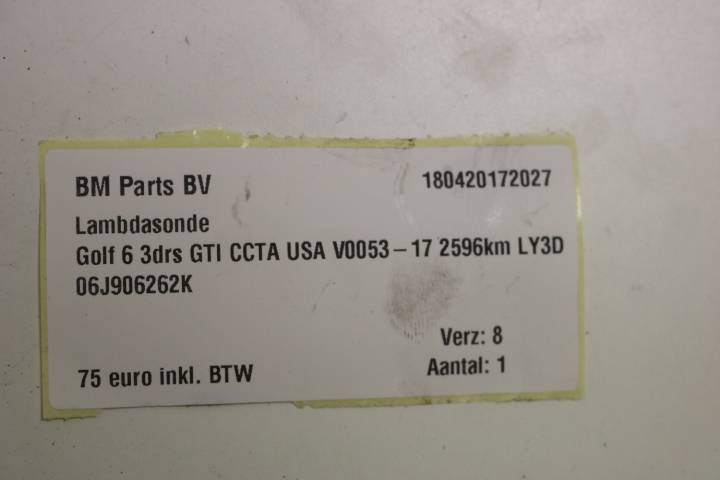 BM Parts BV 180420172027
Lambdasonde
Golf 6 3drs GTI CCTA USA V0053-17 2596km LY3D
06J906262K
Verz: 8
75 euro inkl. BTW Aantal: 1